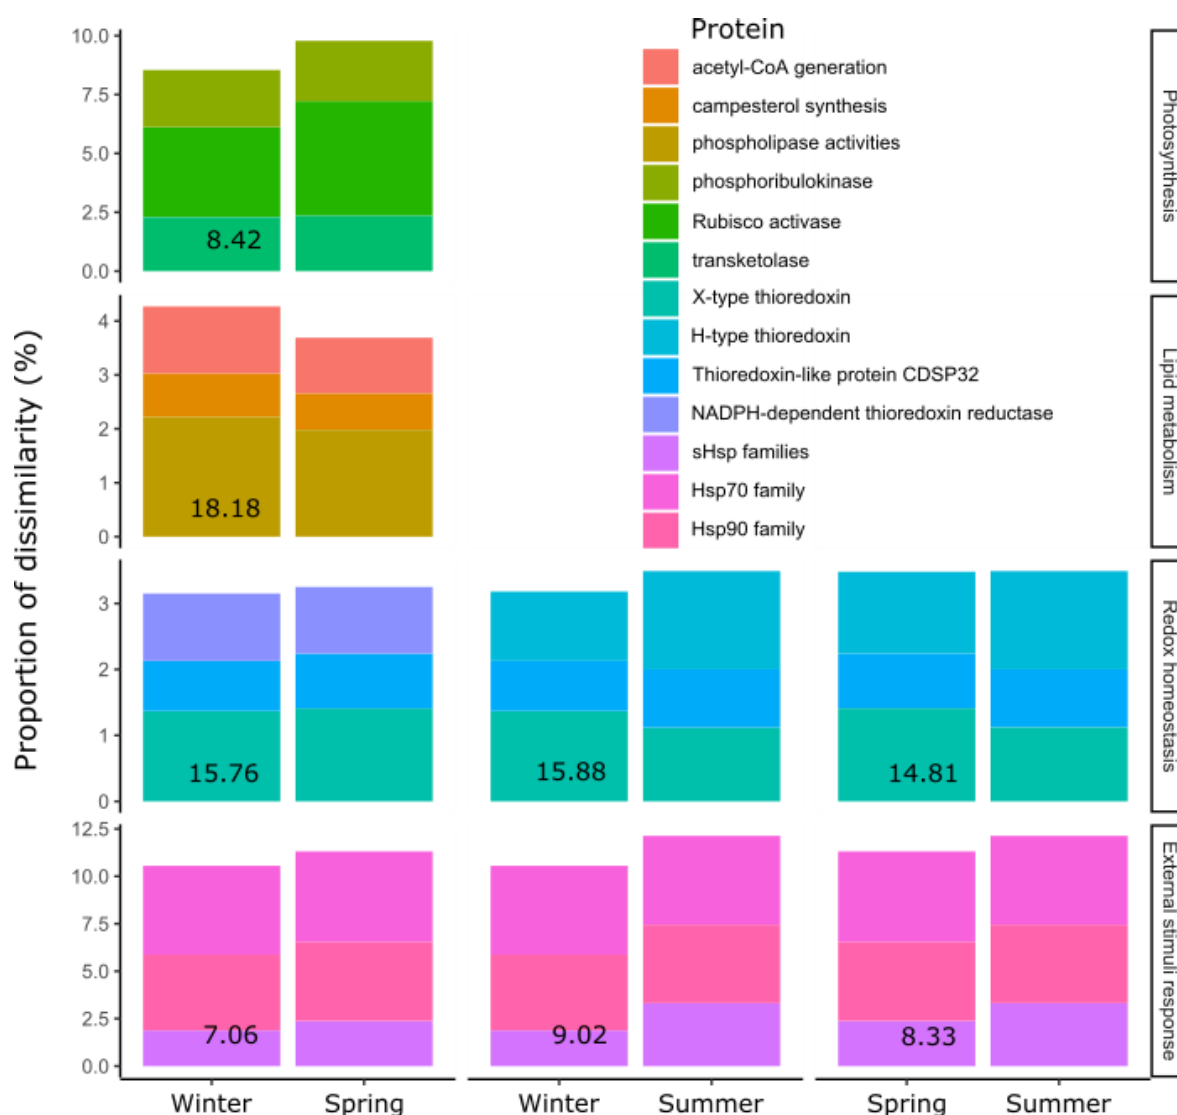 Protein
acetyl-CoA generation
campesterol synthesis
phospholipase activities
phosphoribulokinase
Rubisco activase
transketolase
X-type thioredoxin
H-type thioredoxin
Thioredoxin-like protein CDSP32
NADPH-dependent thioredoxin reductase
sHsp families
Hsp70 family
Hsp90 family
Proportion of dissimilarity (%)
10.0
7.5
5.0
2.5
0.0
8.42
Photosynthesis
4
3
2
1
0
18.18
Lipid metabolism
3
2
1
0
15.76
15.88
14.81
Redox homeostasis
12.5
10.0
7.5
5.0
2.5
0.0
7.06
9.02
8.33
External stimuli response
Winter Spring Winter Summer Spring Summer